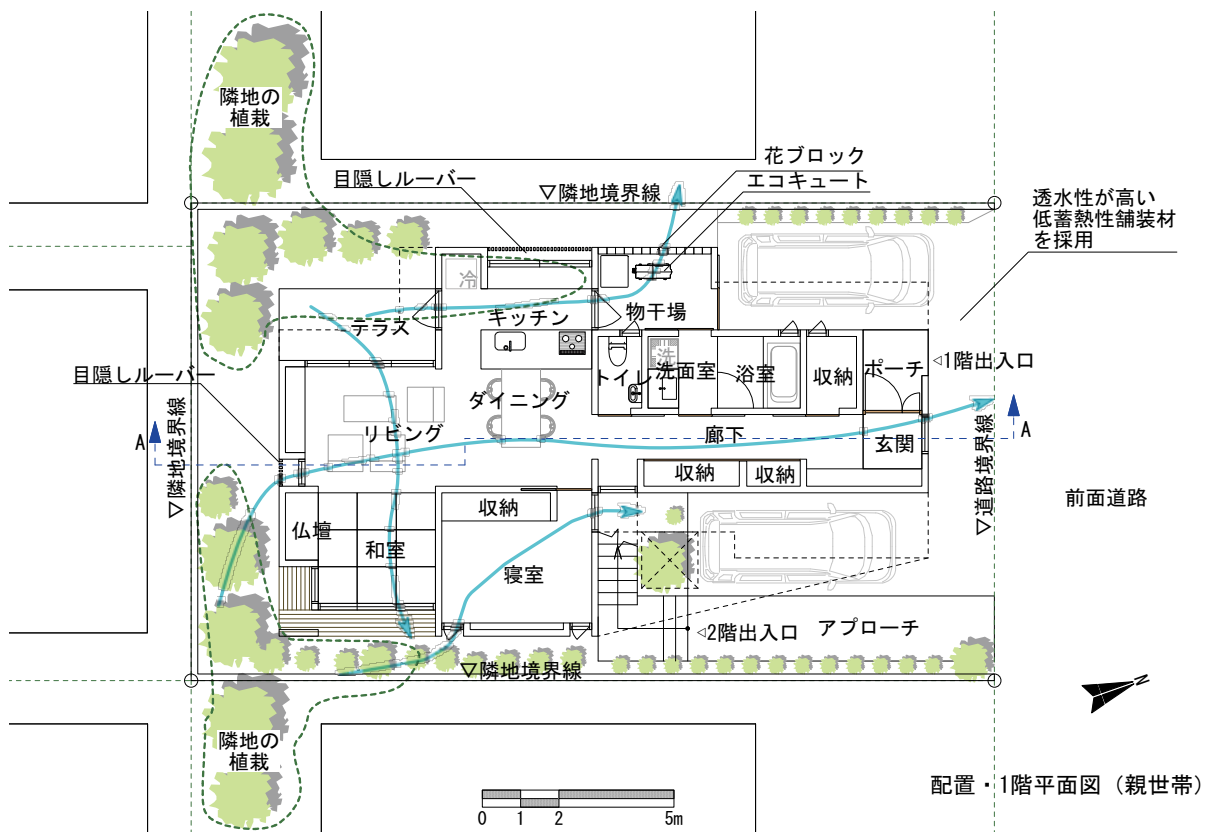 隣地の
植栽
目隠しルーバー
▽隣地境界線
花ブロック
エコキュート
透水性が高い
低蓄熱性舗装材
を採用
冷
テラス
キッチン
物干場
目隠しルーバー
トイレ
洗
洗面室
浴室
収納
ポーチ
◁1階出入口
ダイニング
リビング
廊下
玄関
A
A
▽隣地境界線
▽道路境界線
前面道路
収納
収納
収納
仏壇
和室
寝室
◁2階出入口
アプローチ
▽隣地境界線
N
隣地の
植栽
0 1 2 5m
配置・1階平面図（親世帯）